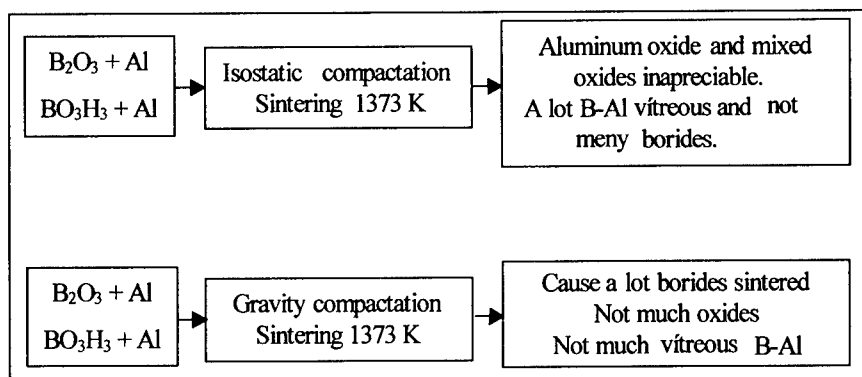 B₂O₃ + Al
BO₃H₃ + Al
Isostatic compactation
Sintering 1373 K
Aluminum oxide and mixed
oxides inapreciable.
A lot B-Al vítreous and not
meny borides.
B₂O₃ + Al
BO₃H₃ + Al
Gravity compactation
Sintering 1373 K
Cause a lot borides sintered
Not much oxides
Not much vítreous B-Al